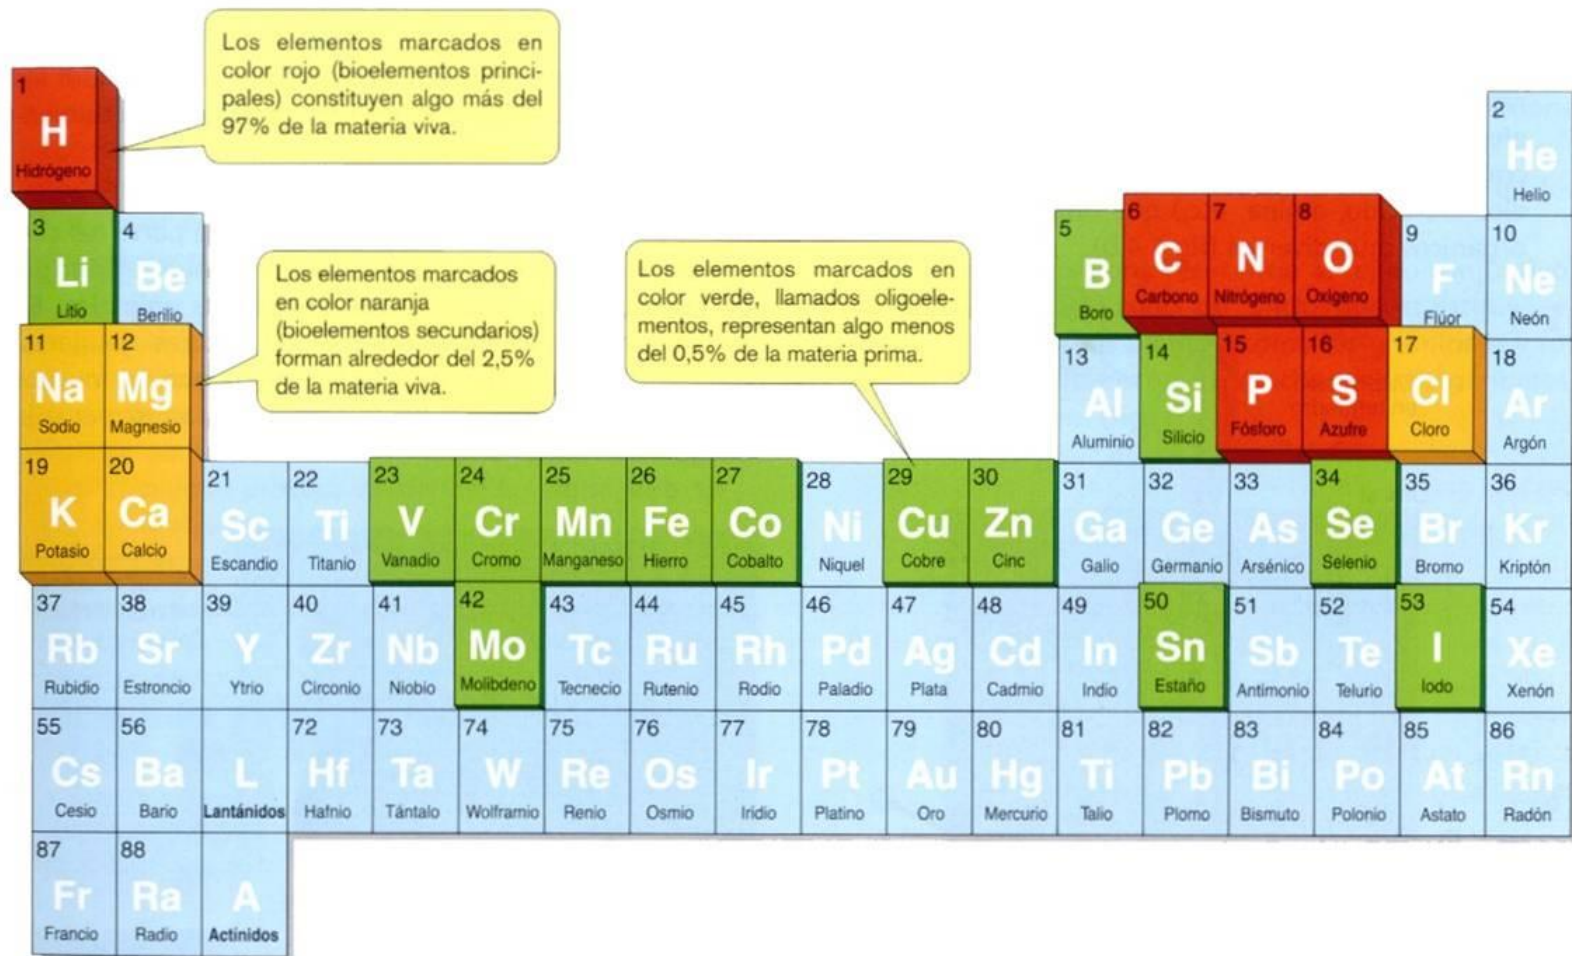 Los elementos marcados en
color rojo (bioelementos princi-
pales) constituyen algo más del
97% de la materia viva.
1
H
Hidrógeno
2
He
Helio
Los elementos marcados
en color naranja
(bioelementos secundarios)
forman alrededor del 2,5%
de la materia viva.
Los elementos marcados en
color verde, llamados oligoele-
mentos, representan algo menos
del 0,5% de la materia prima.
3 4 5 6 7 8 9 10
Li Be B C N O F Ne
Litio Berilio Boro Carbono Nitrógeno Oxígeno Flúor Neón
11 12 13 14 15 16 17 18
Na Mg Al Si P S Cl Ar
Sodio Magnesio Aluminio Silicio Fósforo Azufre Cloro Argón
19 20 21 22 23 24 25 26 27 28 29 30 31 32 33 34 35 36
K Ca Sc Ti V Cr Mn Fe Co Ni Cu Zn Ga Ge As Se Br Kr
Potasio Calcio Escandio Titanio Vanadio Cromo Manganeso Hierro Cobalto Niquel Cobre Cinc Galio Germanio Arsénico Selenio Bromo Kriptón
37 38 39 40 41 42 43 44 45 46 47 48 49 50 51 52 53 54
Rb Sr Y Zr Nb Mo Tc Ru Rh Pd Ag Cd In Sn Sb Te I Xe
Rubidio Estroncio Ytrio Circonio Niobio Molibdeno Tecnecio Rutenio Rodio Paladio Plata Cadmio Indio Estaño Antimonio Telurio Iodo Xenón
55 56 72 73 74 75 76 77 78 79 80 81 82 83 84 85 86
Cs Ba L Hf Ta W Re Os Ir Pt Au Hg Ti Pb Bi Po At Rn
Cesio Bario Lantánidos Hafnio Tántalo Wolframio Renio Osmio Iridio Platino Oro Mercurio Talio Plomo Bismuto Polonio Astato Radón
87 88
Fr Ra A
Francio Radio Actínidos